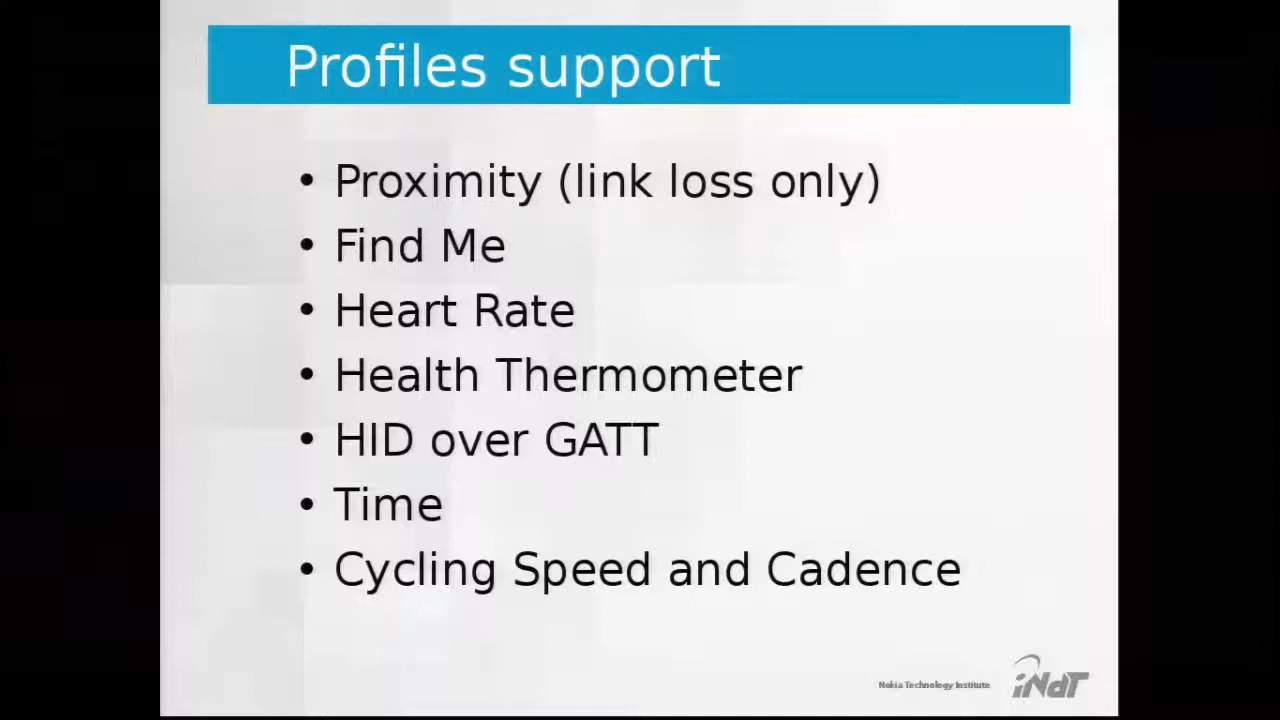 Profiles support
• Proximity (link loss only)
• Find Me
• Heart Rate
• Health Thermometer
• HID over GATT
• Time
• Cycling Speed and Cadence
Nokia Technology Institute
iNdT